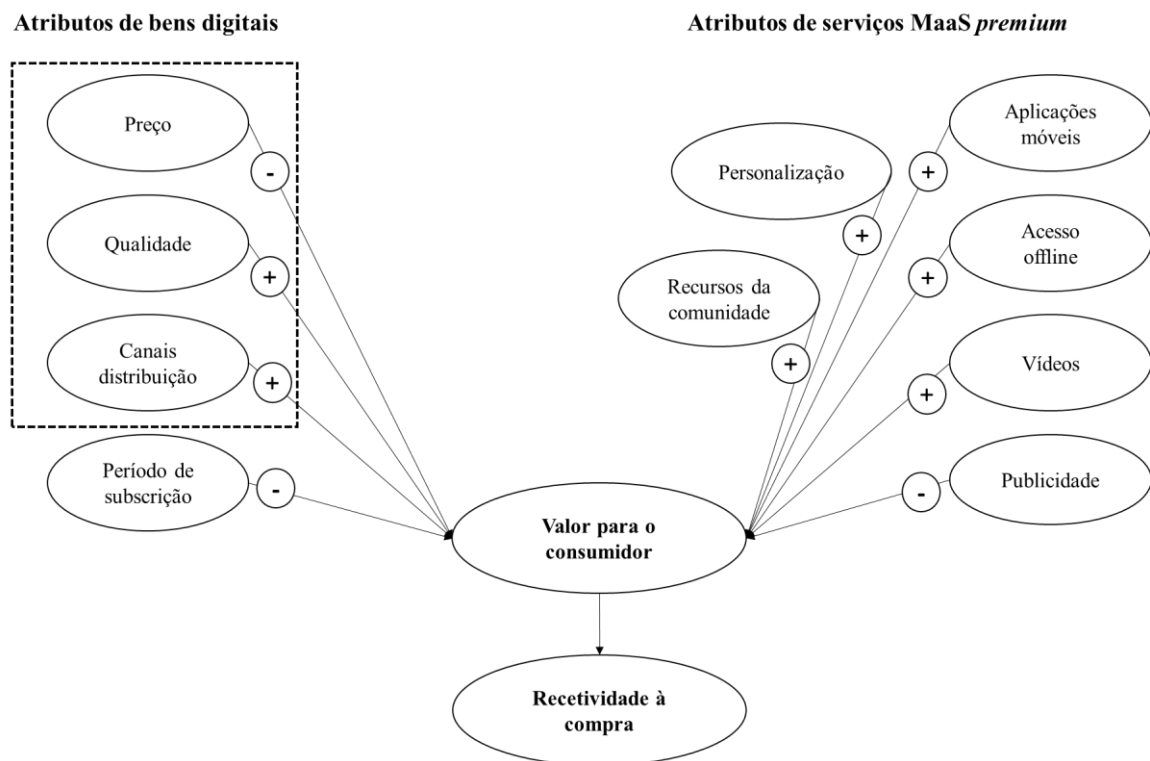 Atributos de bens digitais
Preço
-
Qualidade
+
Canais
distribuição
+
Período de
subscrição
-
Atributos de serviços MaaS premium
Personalização
+
Recursos da
comunidade
+
Aplicações
móveis
+
Acesso
offline
+
Vídeos
+
Publicidade
-
Valor para o
consumidor
Recetividade à
compra